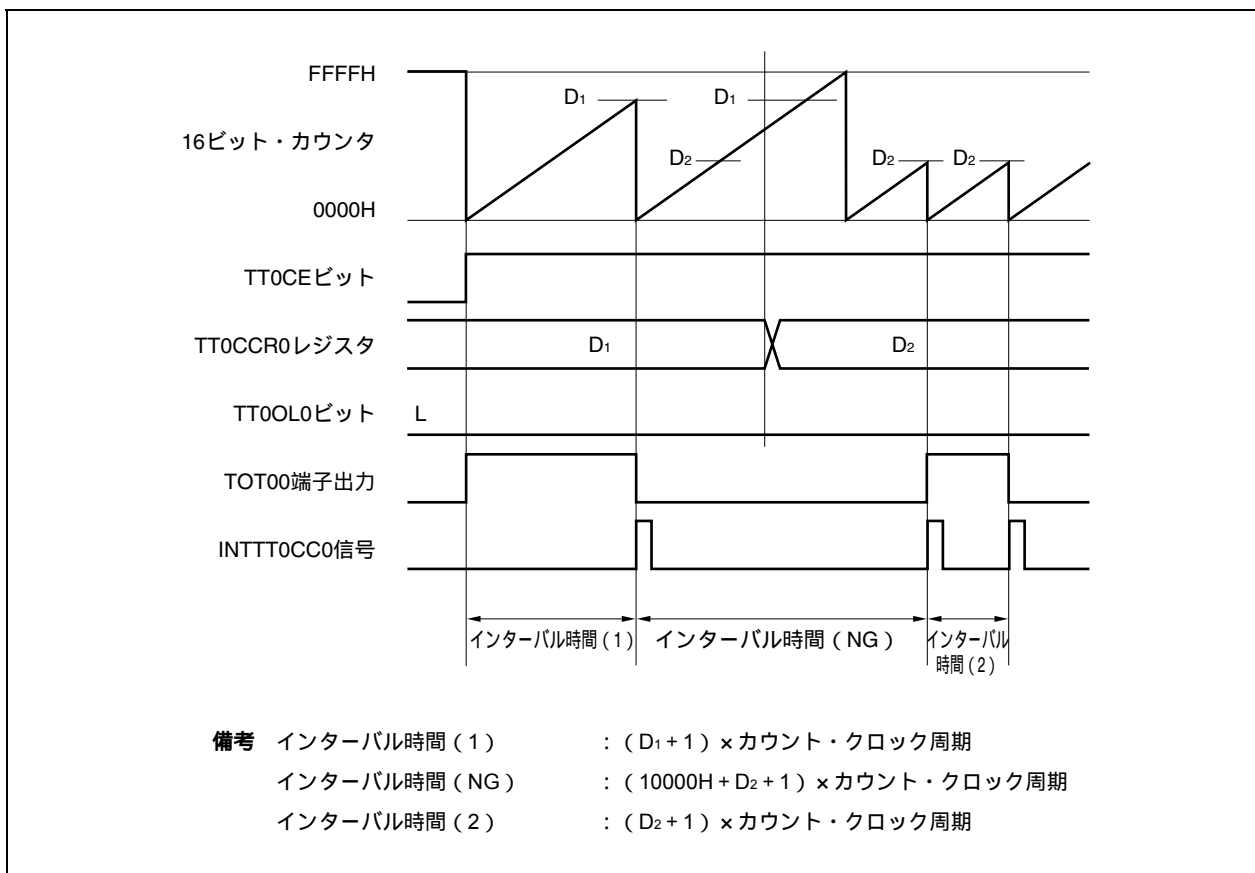 FFFFH
D1
D1
16ビット・カウンタ
D2
D2
D2
0000H
TT0CEビット
TT0CCR0レジスタ
D1
D2
TT0OL0ビット
L
TOT00端子出力
INTTT0CC0信号
インターバル時間（1）
インターバル時間（NG）
インターバル
時間（2）
備考 インターバル時間（1） ：（D1+1）×カウント・クロック周期
インターバル時間（NG） ：（10000H+D2+1）×カウント・クロック周期
インターバル時間（2） ：（D2+1）×カウント・クロック周期